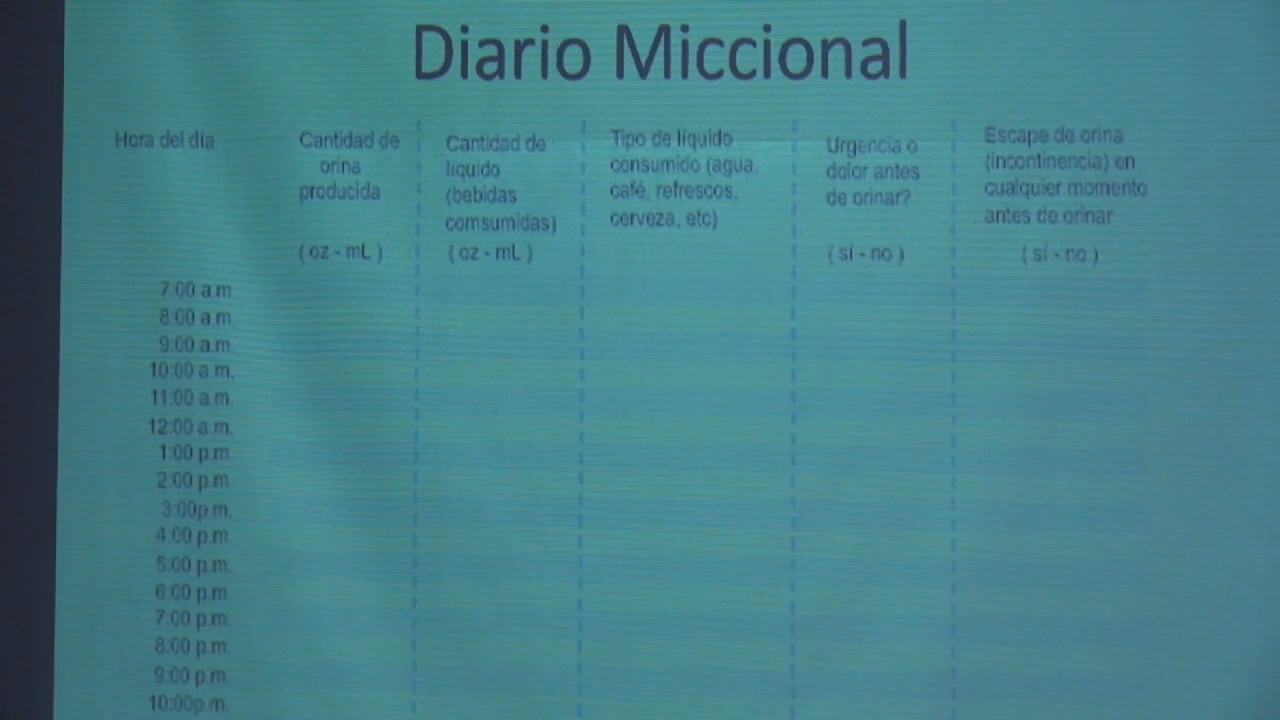 Diario Miccional
Hora del día
Cantidad de
orina
producida
( oz - mL )
Cantidad de
líquido
(bebidas
comsumidas)
( oz - mL )
Tipo de líquido
consumido (agua,
café, refrescos,
cerveza, etc)
Urgencia o
dolor antes
de orinar?
( sí - no )
Escape de orina
(incontinencia) en
cualquier momento
antes de orinar
( sí - no )
7:00 a.m.
8:00 a.m.
9:00 a.m.
10:00 a.m.
11:00 a.m.
12:00 a.m.
1:00 p.m.
2:00 p.m.
3:00p.m.
4:00 p.m.
5:00 p.m.
6:00 p.m.
7:00 p.m.
8:00 p.m.
9:00 p.m.
10:00p.m.